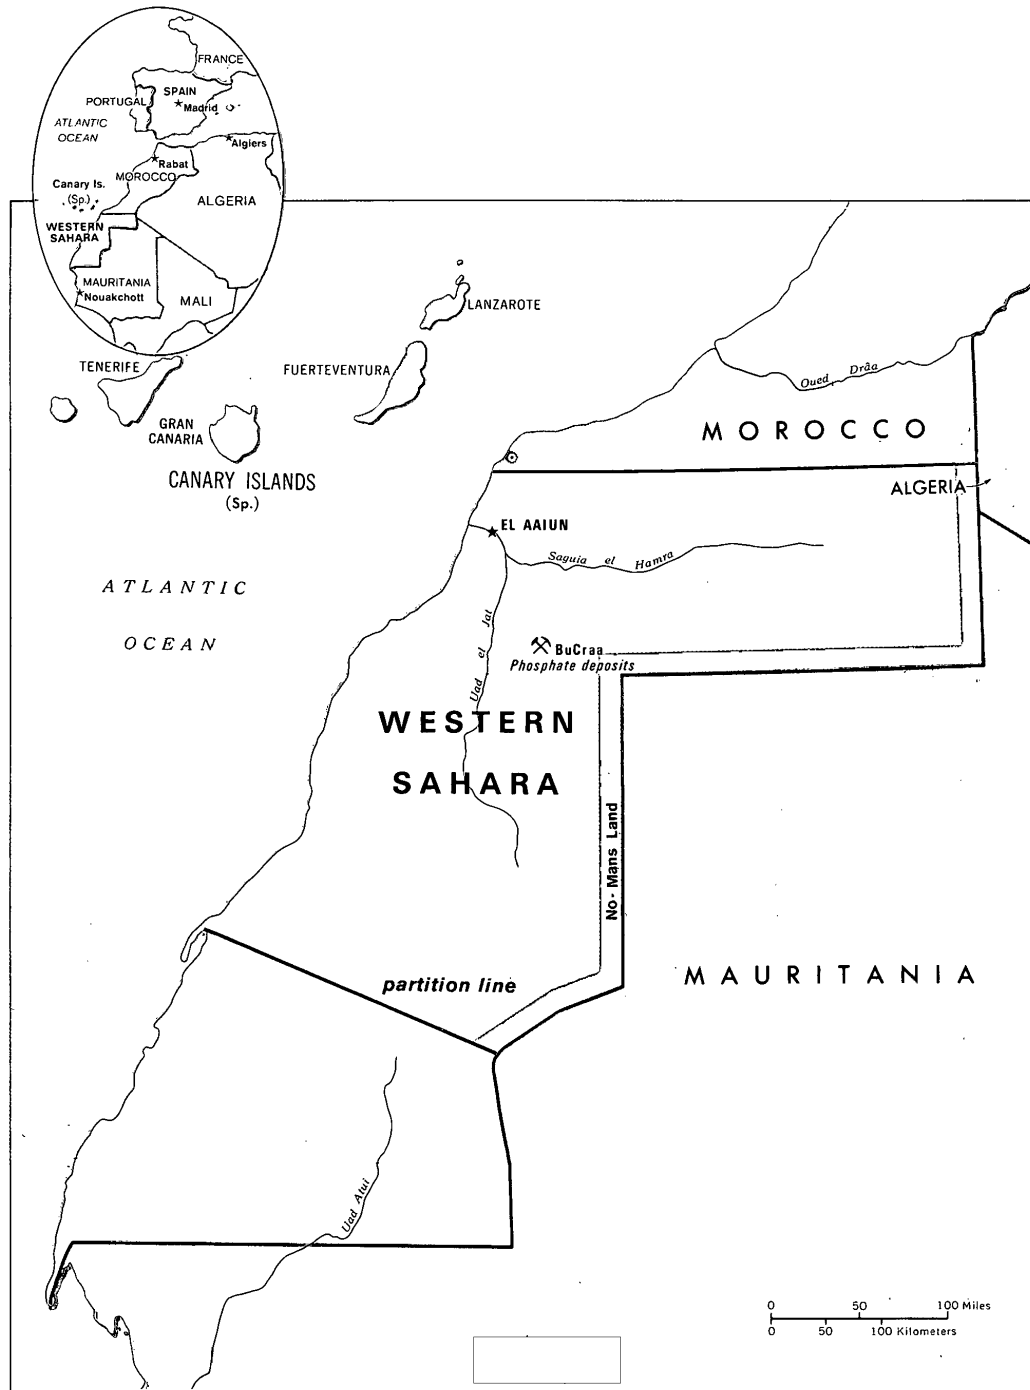 FRANCE
SPAIN
PORTUGAL
Madrid
ATLANTIC
OCEAN
Algiers
Rabat
MOROCCO
Canary Is.
(Sp.)
ALGERIA
WESTERN
SAHARA
MAURITANIA
Nouakchott
MALI
LANZAROTE
TENERIFE
FUERTEVENTURA
Oued Drâa
GRAN
CANARIA
MOROCCO
CANARY ISLANDS
(Sp.)
ALGERIA
EL AAIUN
Saguia el Hamra
ATLANTIC
OCEAN
Uad el Jat
BuCraa
Phosphate deposits
WESTERN
SAHARA
No-Mans Land
partition line
MAURITANIA
Uad Atui
0 50 100 Miles
0 50 100 Kilometers